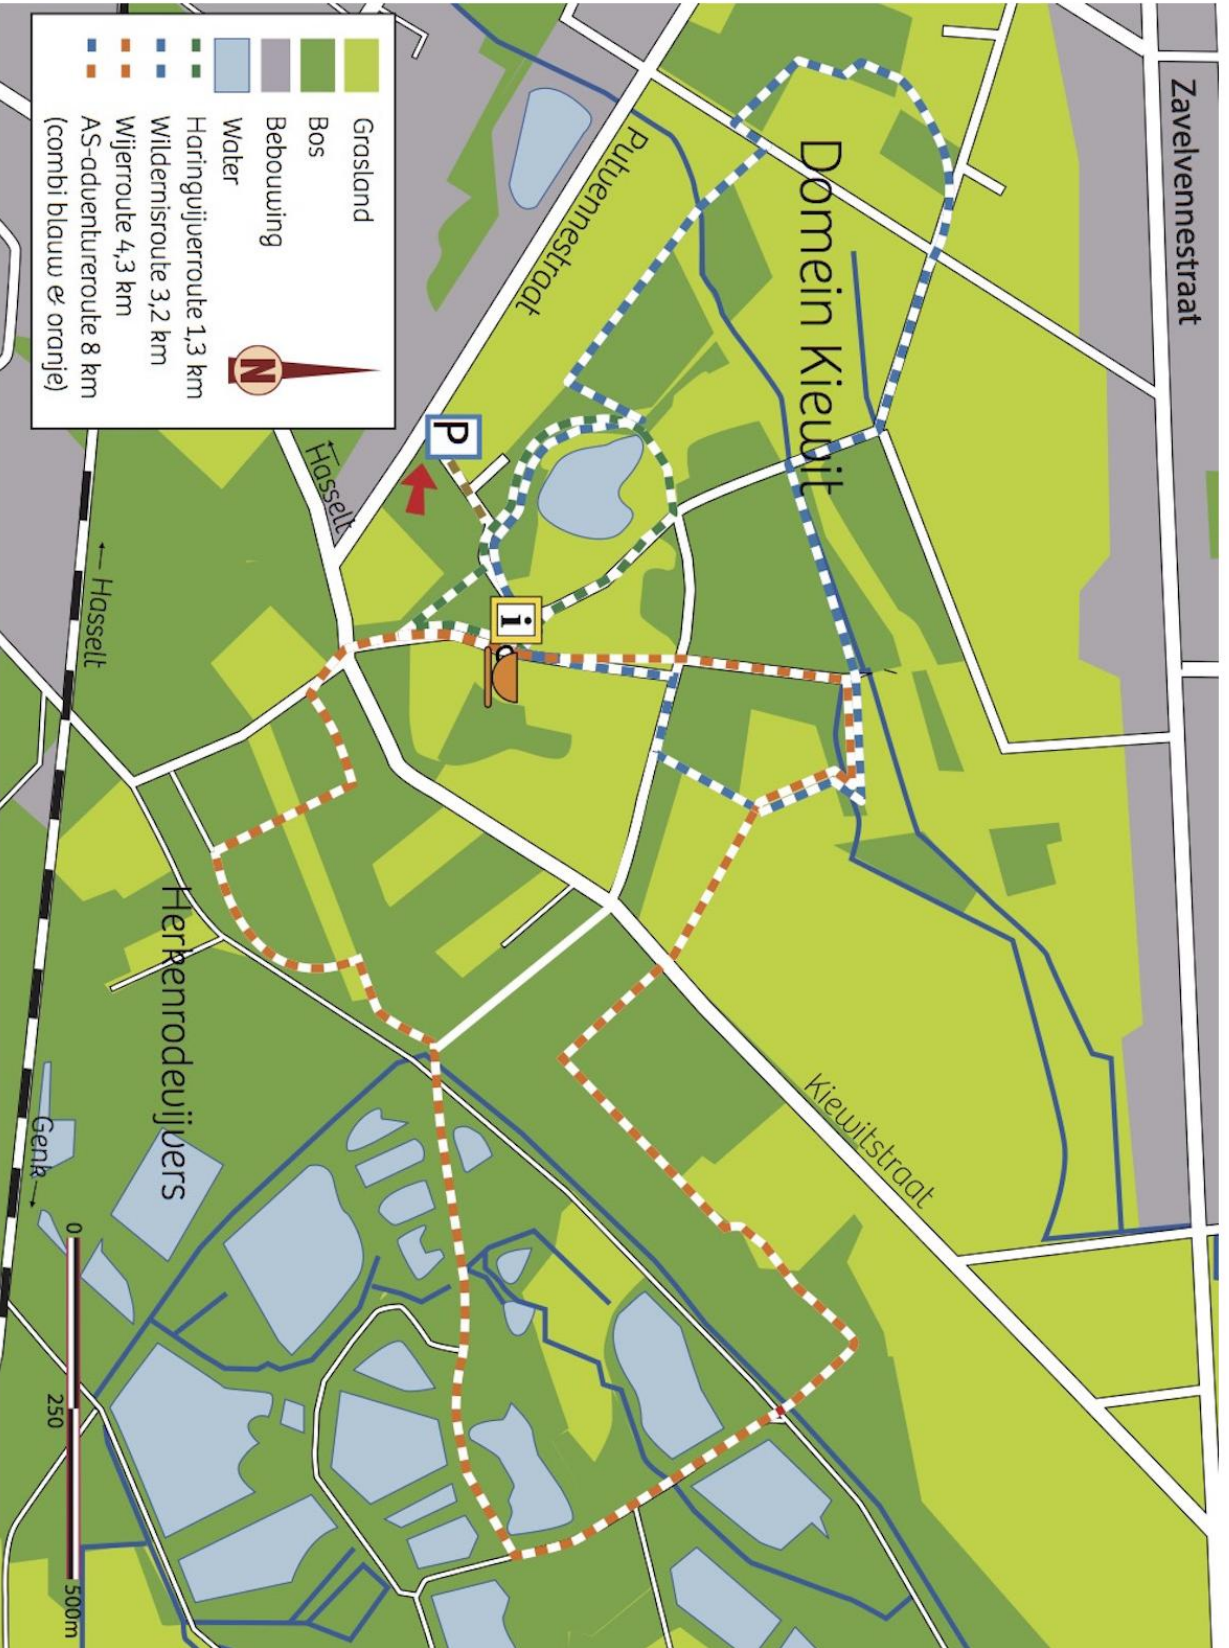 Zavelvennestraat
Domein Kiewit
Putvennestraat
P
i
← Hasselt
← Hasselt
Kiewitstraat
Herkenrodevijvers
Genk →
Grasland
Bos
Bebouwing
Water
Haringvijverroute 1,3 km
Wildernisroute 3,2 km
Wijerroute 4,3 km
AS-adventureroute 8 km
(combi blauw & oranje)
N
0 250 500m